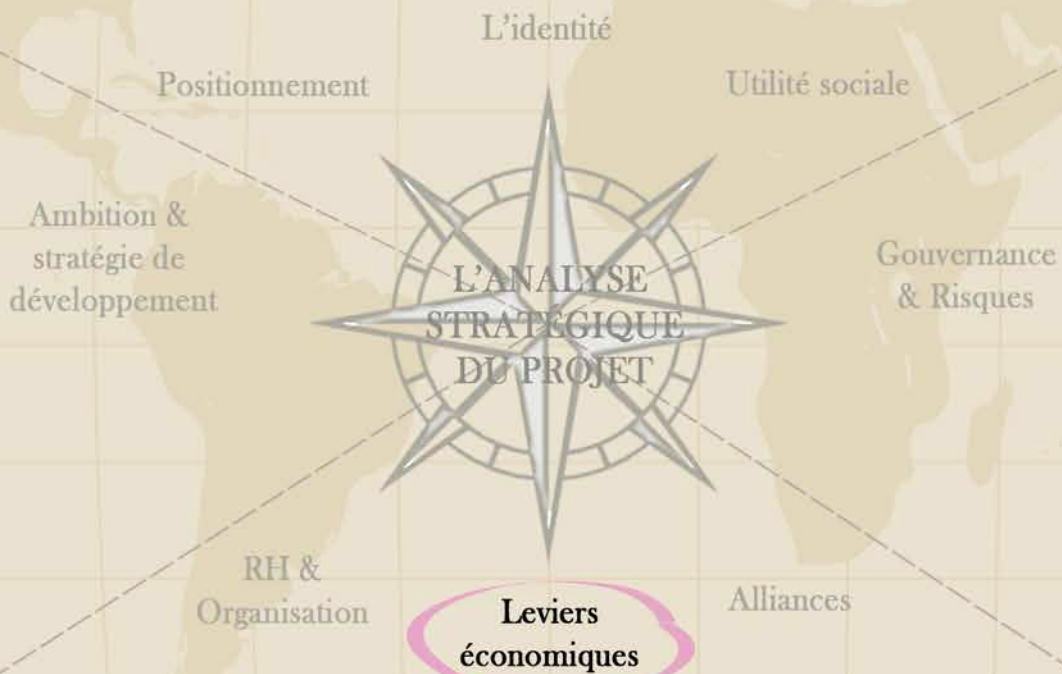 L'identité
Positionnement
Utilité sociale
Ambition &
stratégie de
développement
L'ANALYSE
STRATÉGIQUE
DU PROJET
Gouvernance
& Risques
RH &
Organisation
Leviers
économiques
Alliances